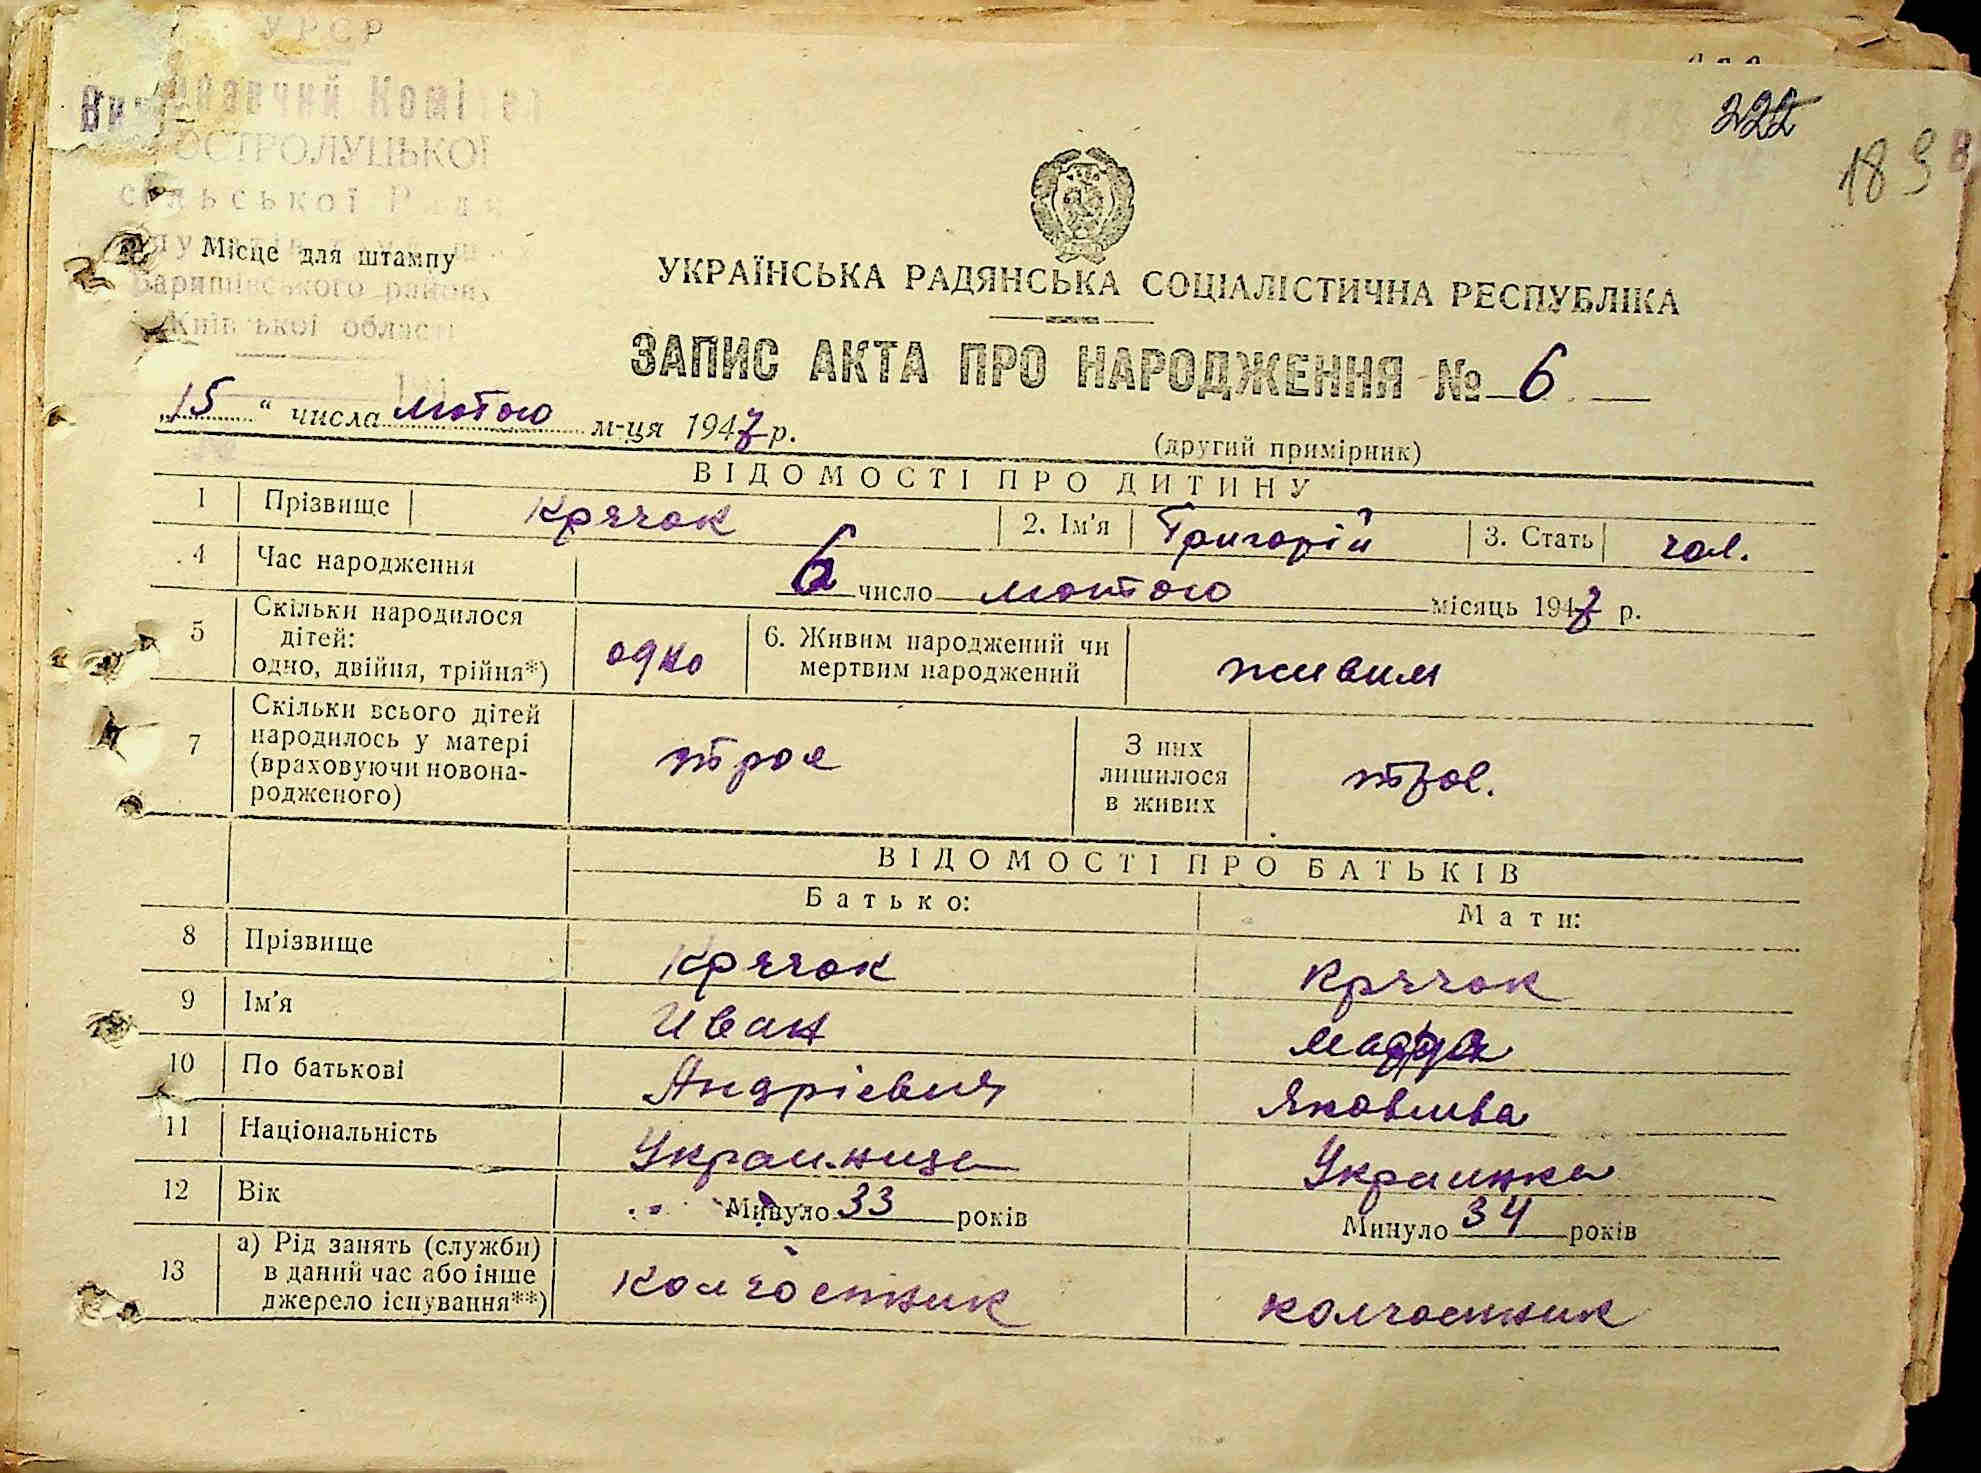 УРСР
Виконавчий Комітет
ОСТРОЛУЦЬКОЇ
сільської Ради
222
183
Місце для штампу
Баришівського району
Київської області
УКРАЇНСЬКА РАДЯНСЬКА СОЦІАЛІСТИЧНА РЕСПУБЛІКА
ЗАПИС АКТА ПРО НАРОДЖЕННЯ № 6
„15“ числа лютого м-ця 1947 р.
(другий примірник)
ВІДОМОСТІ ПРО ДИТИНУ
1 Прізвище Крячок 2. Ім'я Григорій 3. Стать чол.
4 Час народження 6 число лютого місяць 1947 р.
5 Скільки народилося дітей: одно, двійня, трійня*) одно 6. Живим народжений чи мертвим народжений живим
7 Скільки всього дітей народилось у матері (враховуючи новонародженого) троє З них лишилося в живих троє.
ВІДОМОСТІ ПРО БАТЬКІВ
Батько: Мати:
8 Прізвище Крячок Крячок
9 Ім'я Иван
10 По батькові Андріевич Яковлівва
11 Національність Украинец Украинка
12 Вік Минуло 33 років Минуло 34 років
13 а) Рід занять (служби) в даний час або інше джерело існування**) колгостник колгостник